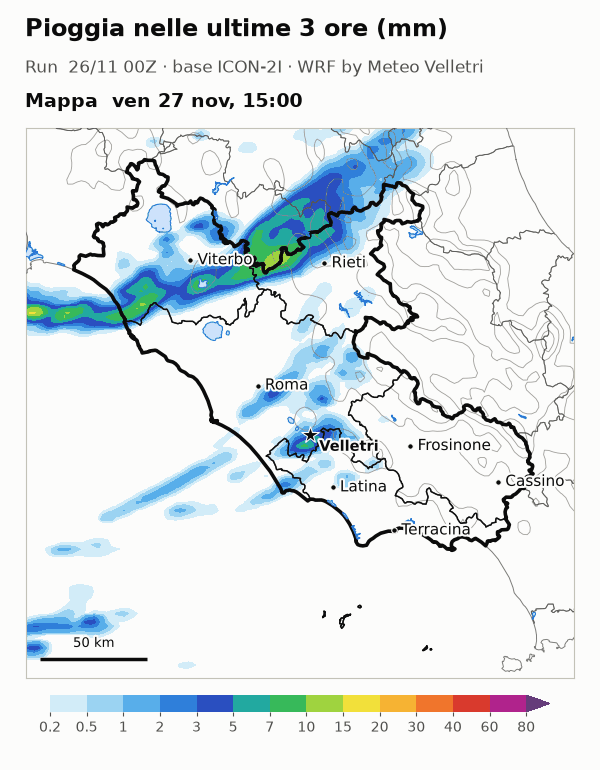 Pioggia nelle ultime 3 ore (mm)
Run  26/11 00Z · base ICON-2I · WRF by Meteo Velletri
Mappa  ven 27 nov, 15:00
Viterbo
Rieti
Roma
Velletri
Frosinone
Cassino
Latina
Terracina
50 km
0.2 0.5 1 2 3 5 7 10 15 20 30 40 60 80